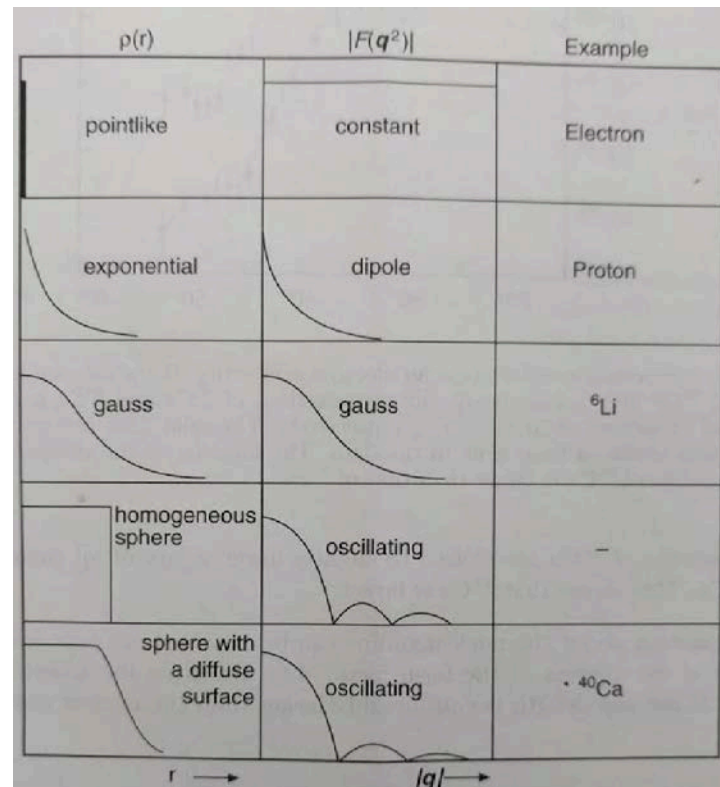 ρ(r) |F(q²)| Example
pointlike constant Electron
exponential dipole Proton
gauss gauss ⁶Li
homogeneous
sphere oscillating –
sphere with
a diffuse
surface oscillating ⁴⁰Ca
r → |q| →